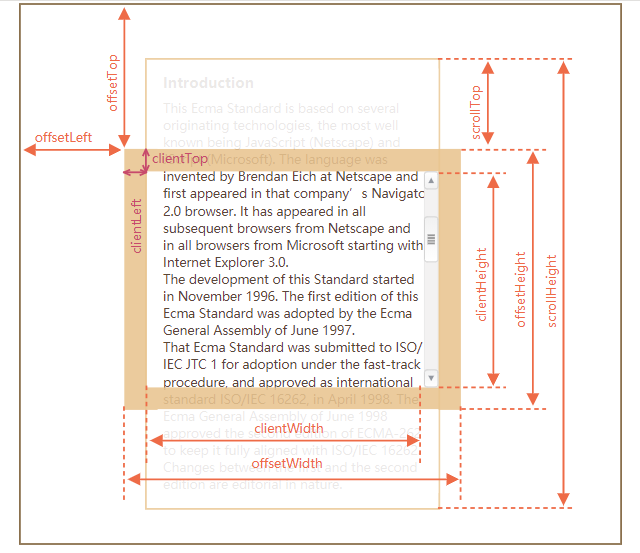 offsetTop
Introduction
This Ecma Standard is based on several
originating technologies, the most well
known being JavaScript (Netscape) and
(Microsoft). The language was
invented by Brendan Eich at Netscape and
first appeared in that company’s Navigato
2.0 browser. It has appeared in all
subsequent browsers from Netscape and
in all browsers from Microsoft starting with
Internet Explorer 3.0.
The development of this Standard started
in November 1996. The first edition of this
Ecma Standard was adopted by the Ecma
General Assembly of June 1997.
That Ecma Standard was submitted to ISO/
IEC JTC 1 for adoption under the fast-track
procedure, and approved as international
standard ISO/IEC 16262, in April 1998. The
Ecma General Assembly of June 1998
approved the second edition of ECMA-262
to keep it fully aligned with ISO/IEC 16262.
Changes between the first and the second
edition are editorial in nature.
offsetLeft
clientTop
clientLeft
scrollTop
clientHeight
offsetHeight
scrollHeight
clientWidth
offsetWidth